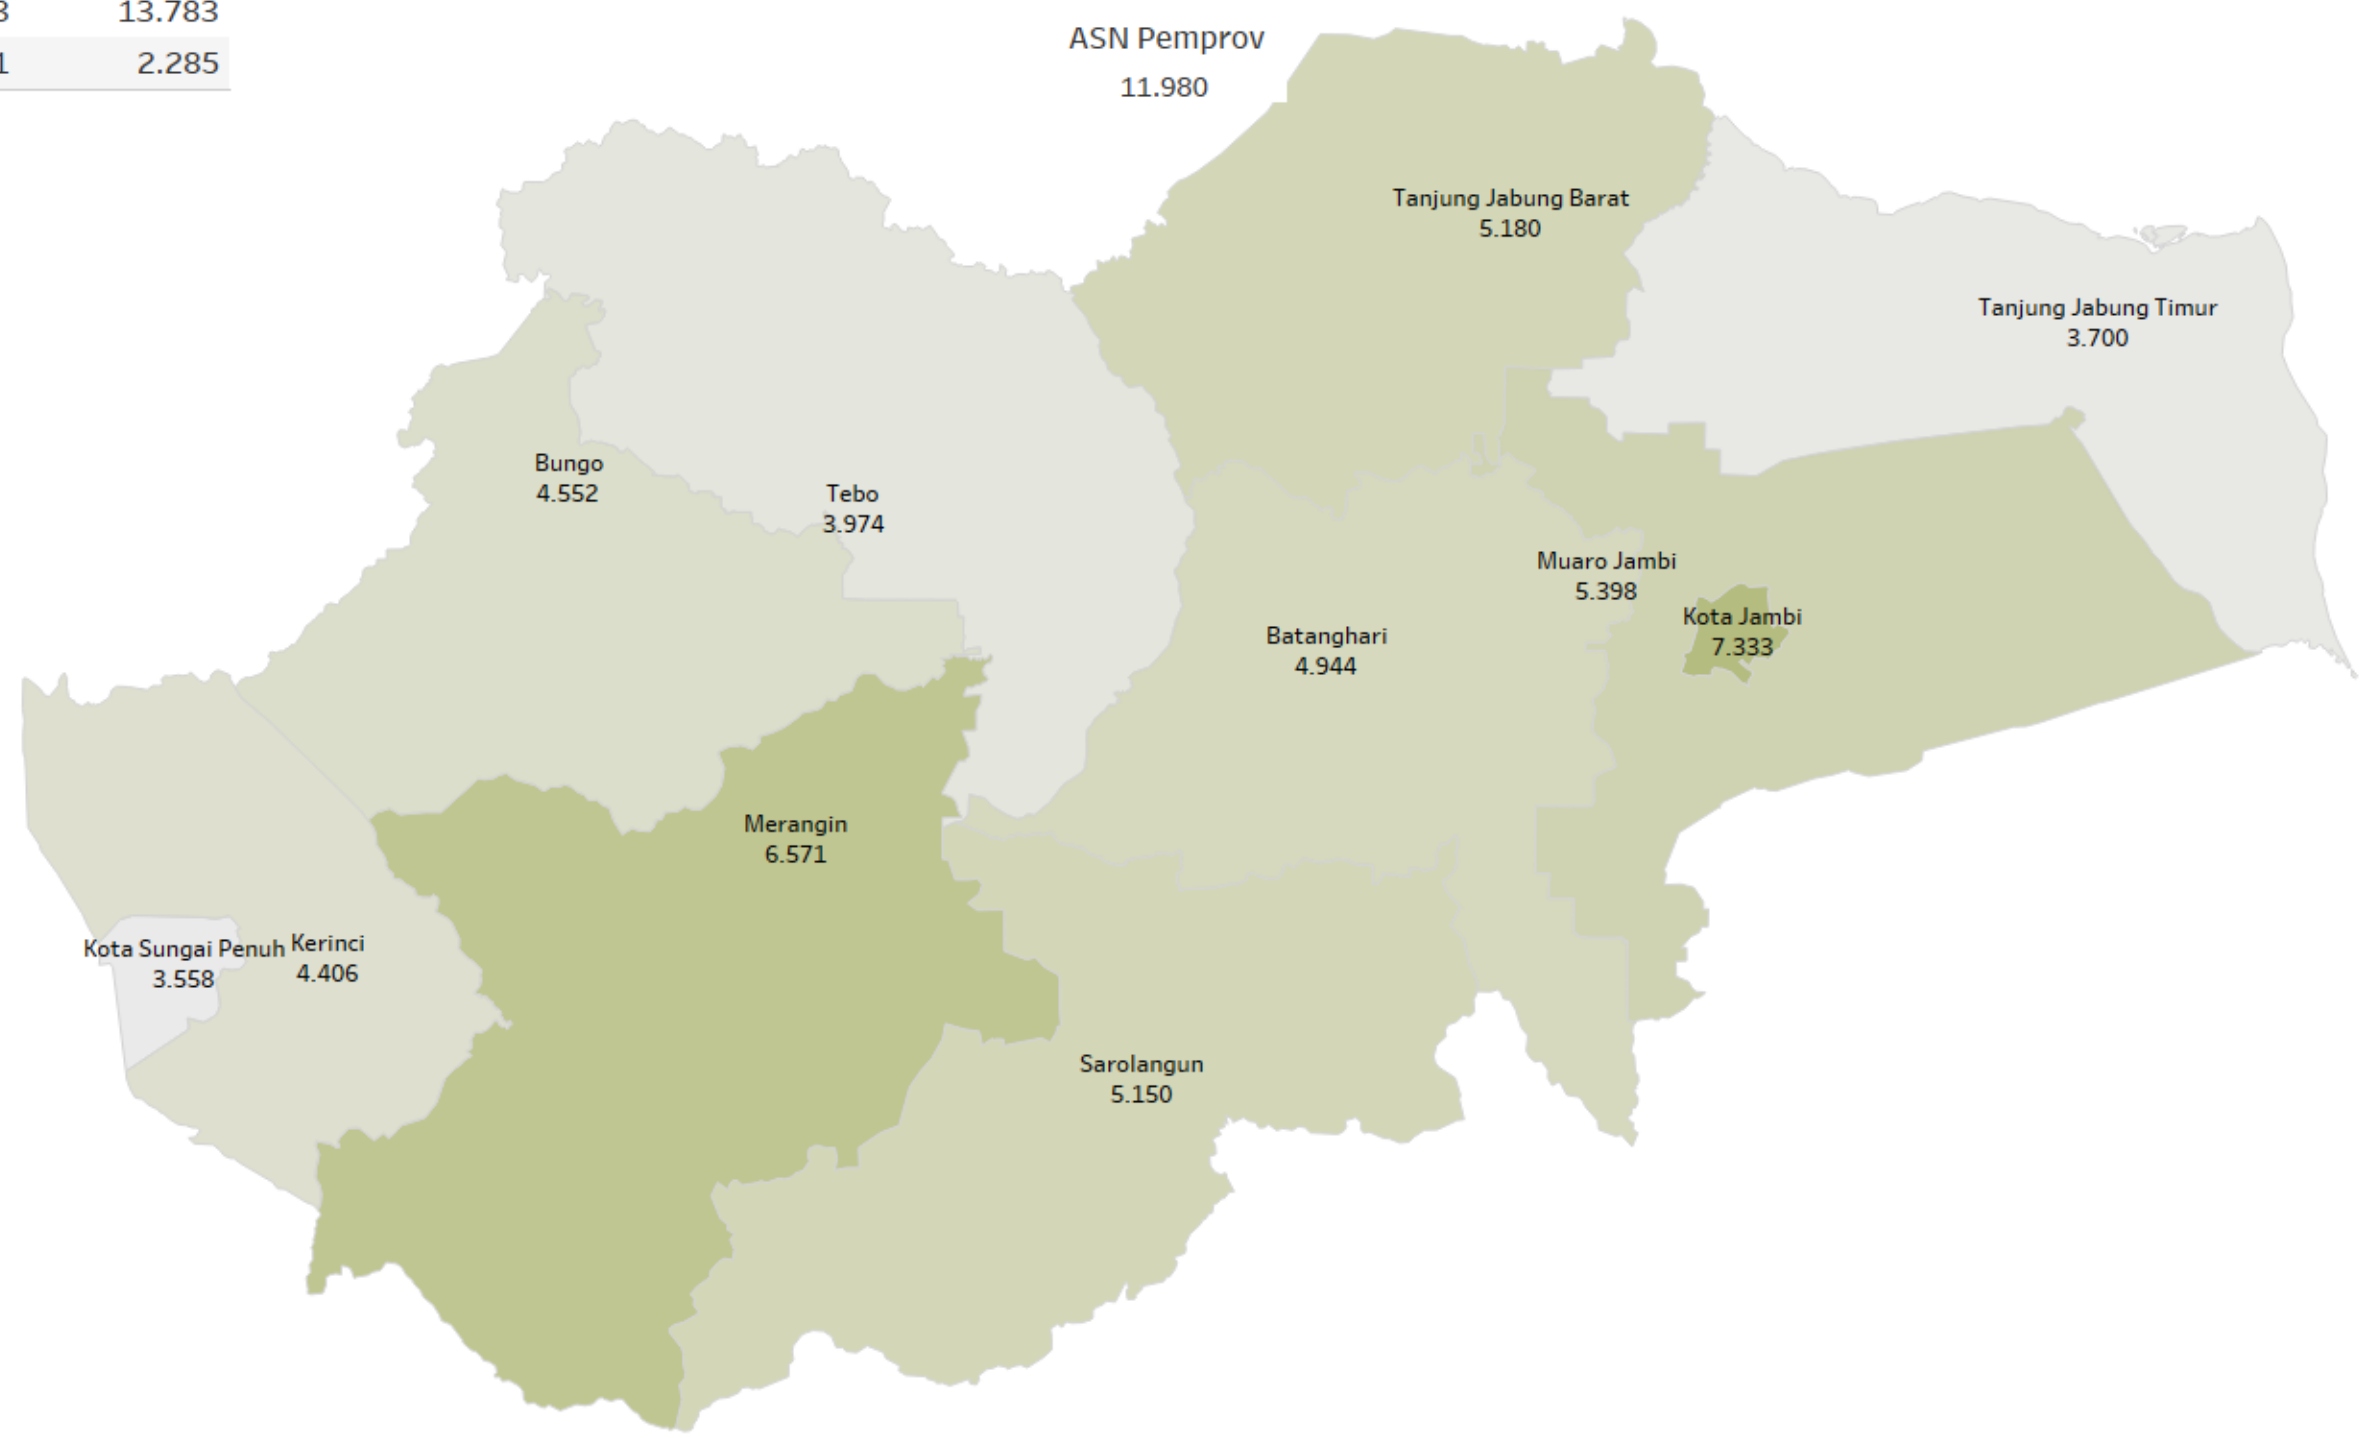 13.783
2.285
ASN Pemprov
11.980
Tanjung Jabung Barat
5.180
Tanjung Jabung Timur
3.700
Bungo
4.552
Tebo
3.974
Muaro Jambi
5.398
Kota Jambi
7.333
Batanghari
4.944
Merangin
6.571
Kota Sungai Penuh
3.558
Kerinci
4.406
Sarolangun
5.150